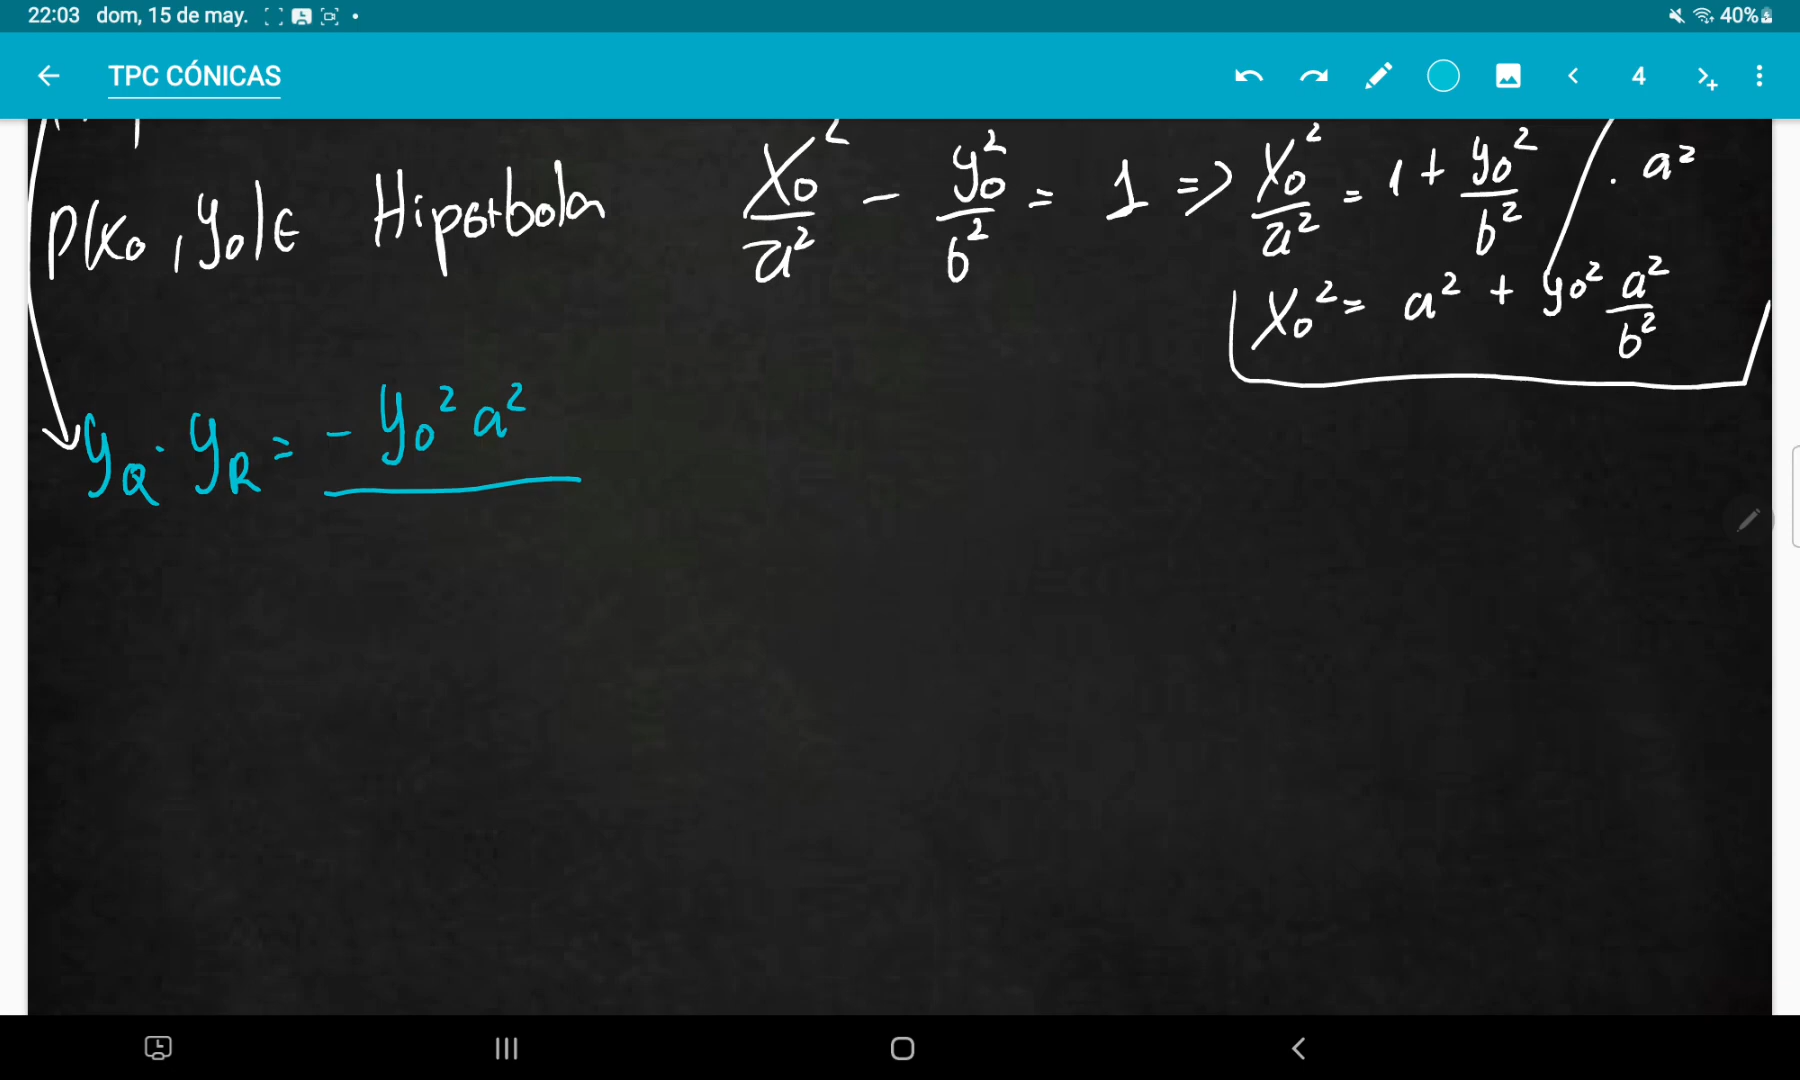 22:03 dom, 15 de may. 40%
TPC CÓNICAS 4
P(x₀, y₀) ∈ Hipérbola x₀²/a² - y₀²/b² = 1 => x₀²/a² = 1 + y₀²/b² / · a²
x₀² = a² + y₀² a²/b²
y_Q · y_R = - y₀² a²